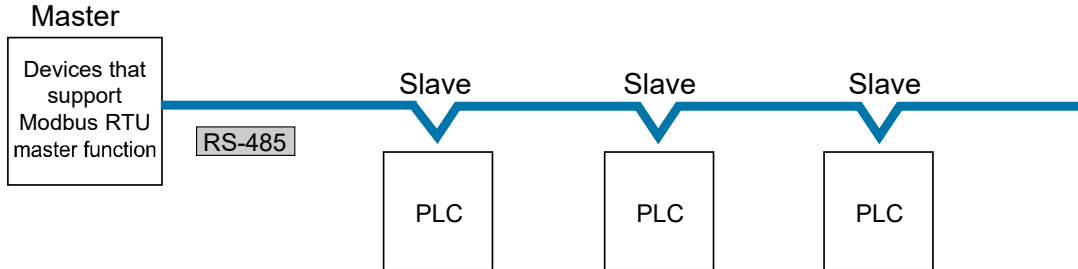 Master
Devices that
support
Modbus RTU
master function
RS-485
Slave
Slave
Slave
PLC
PLC
PLC